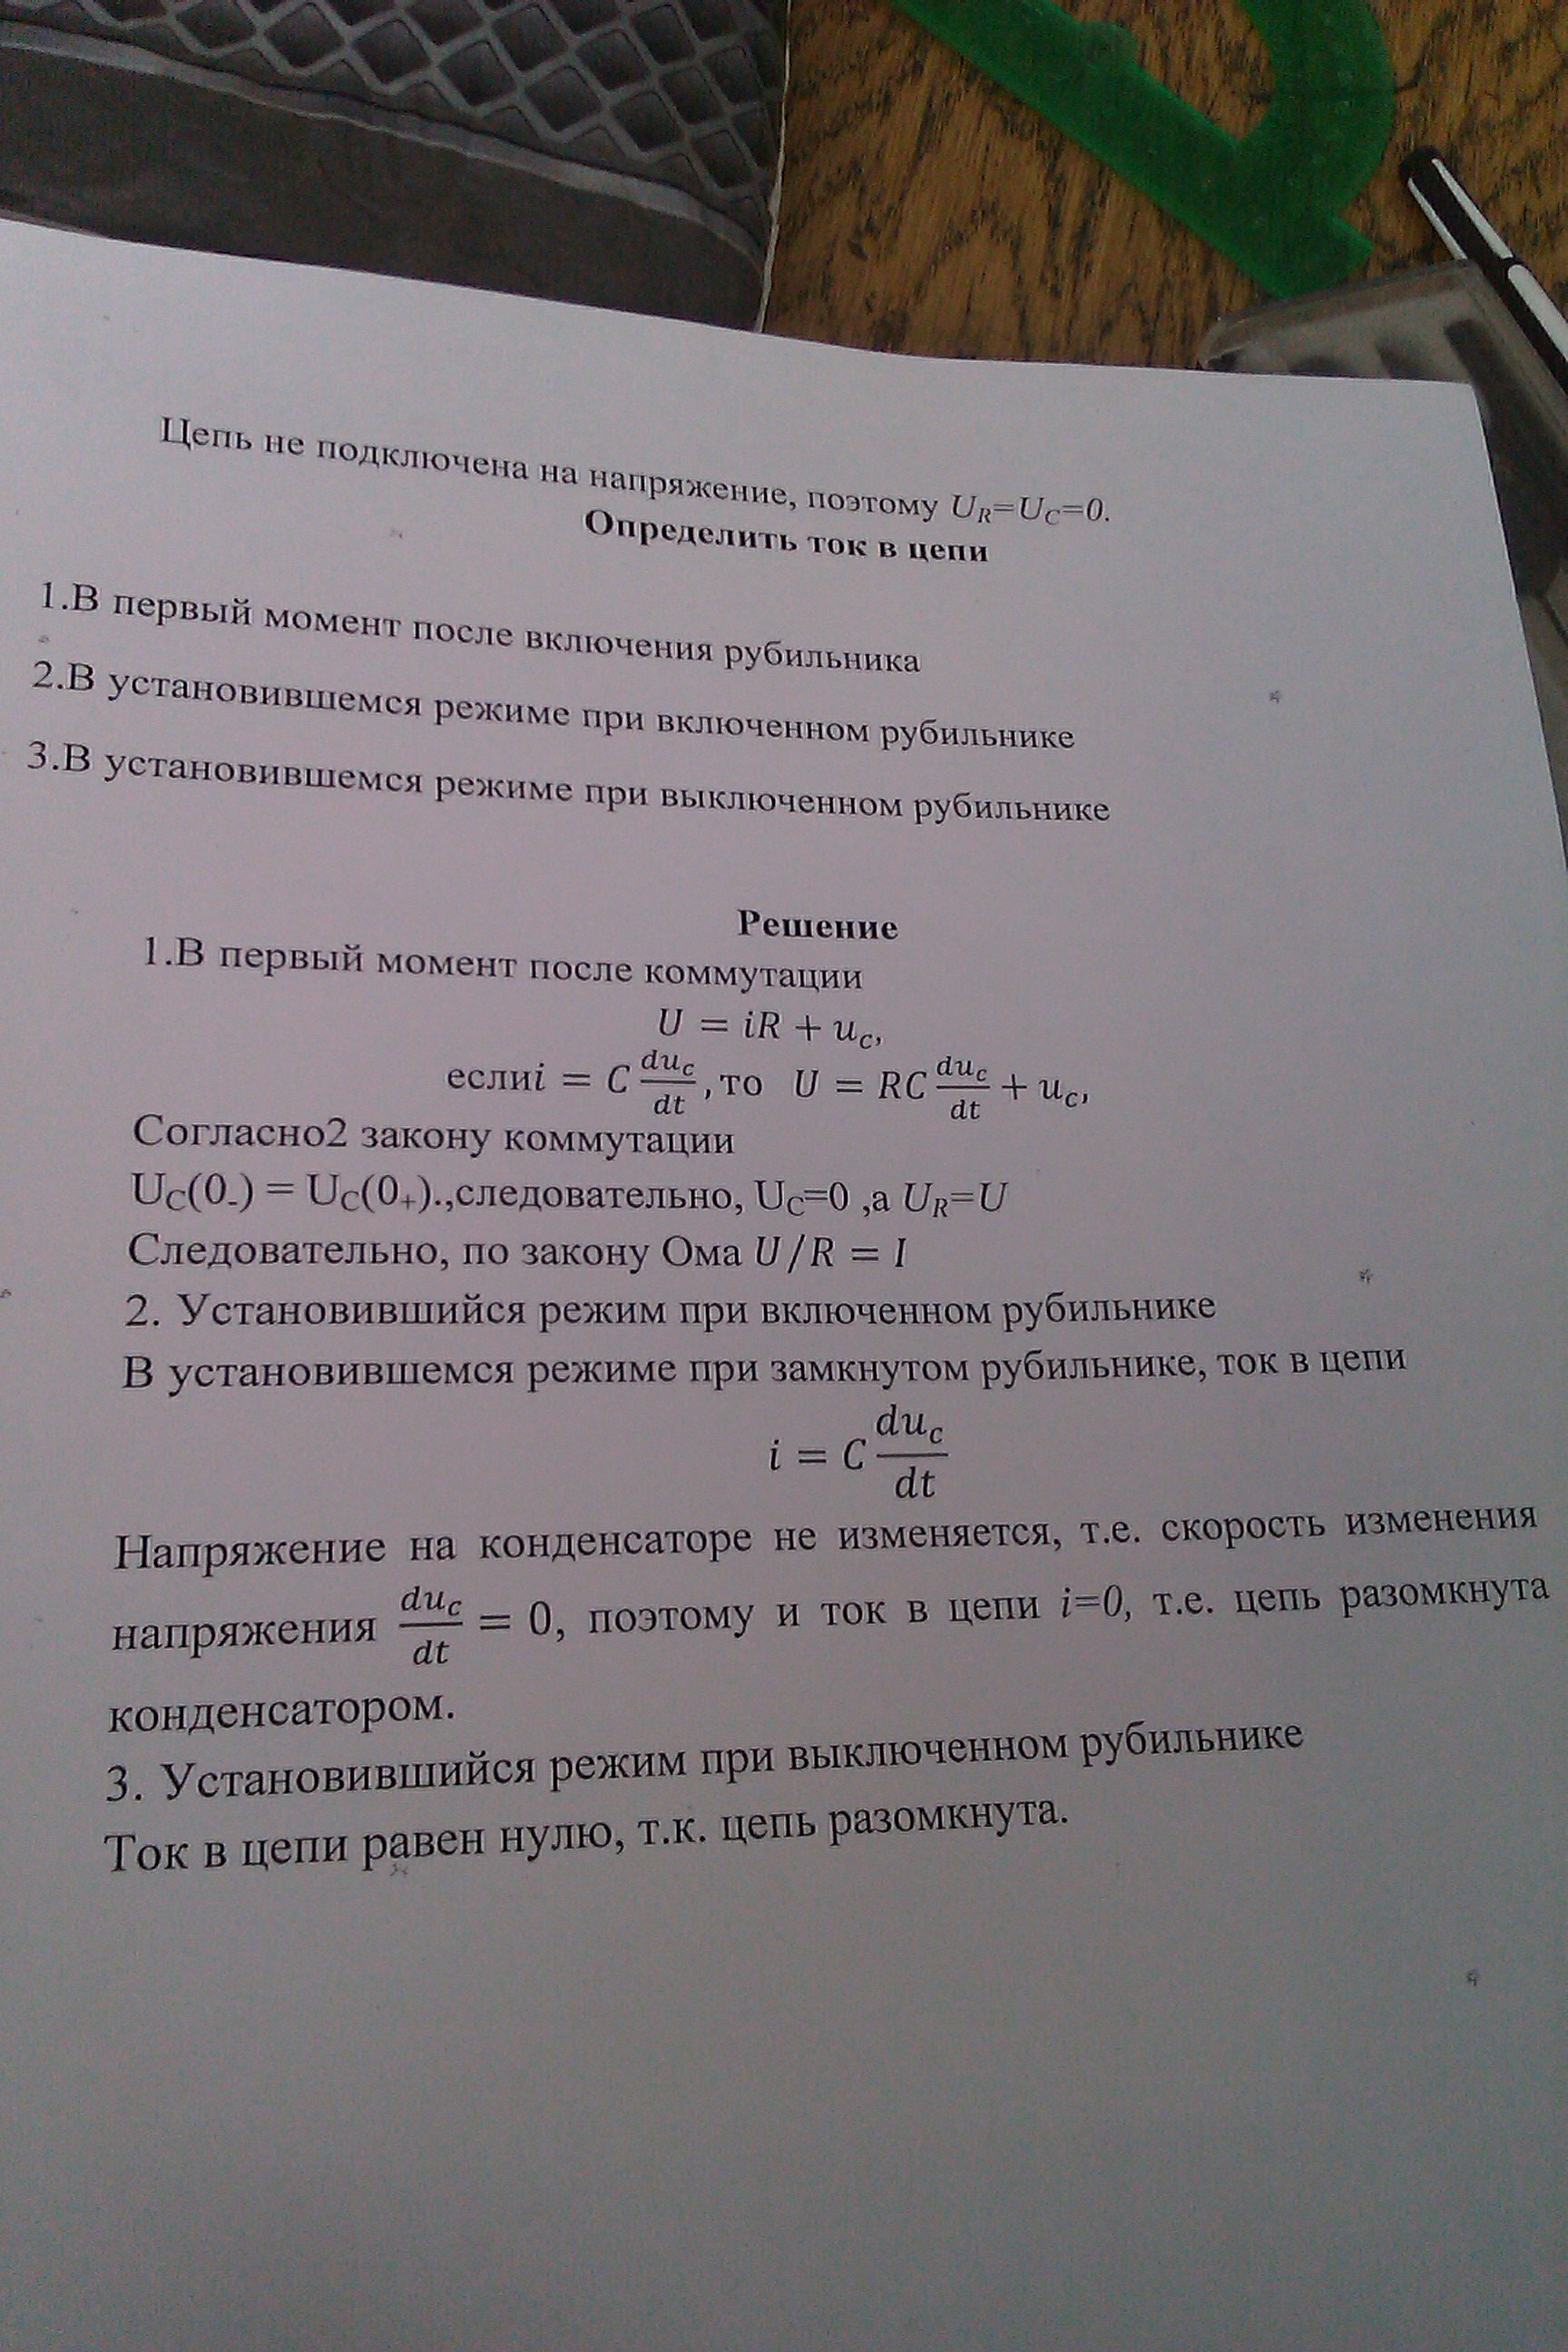 Цепь не подключена на напряжение, поэтому U_R=U_C=0.
Определить ток в цепи
1.В первый момент после включения рубильника
2.В установившемся режиме при включенном рубильнике
3.В установившемся режиме при выключенном рубильнике
Решение
1.В первый момент после коммутации
U = iR + u_c,
еслиi = C du_c/dt, то U = RC du_c/dt + u_c,
Согласно2 закону коммутации
U_C(0_-) = U_C(0_+).,следовательно, U_C=0 ,а U_R=U
Следовательно, по закону Ома U/R = I
2. Установившийся режим при включенном рубильнике
В установившемся режиме при замкнутом рубильнике, ток в цепи
i = C du_c/dt
Напряжение на конденсаторе не изменяется, т.е. скорость изменения
напряжения du_c/dt = 0, поэтому и ток в цепи i=0, т.е. цепь разомкнута
конденсатором.
3. Установившийся режим при выключенном рубильнике
Ток в цепи равен нулю, т.к. цепь разомкнута.